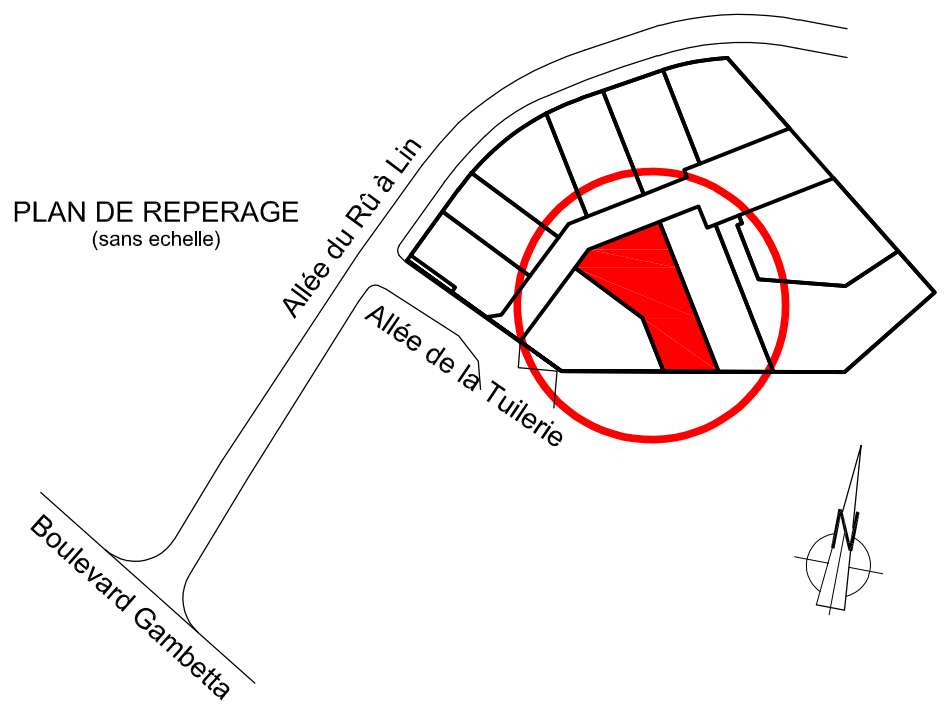 PLAN DE REPERAGE
(sans echelle)
Allée du Rû à Lin
Allée de la Tuilerie
Boulevard Gambetta
N